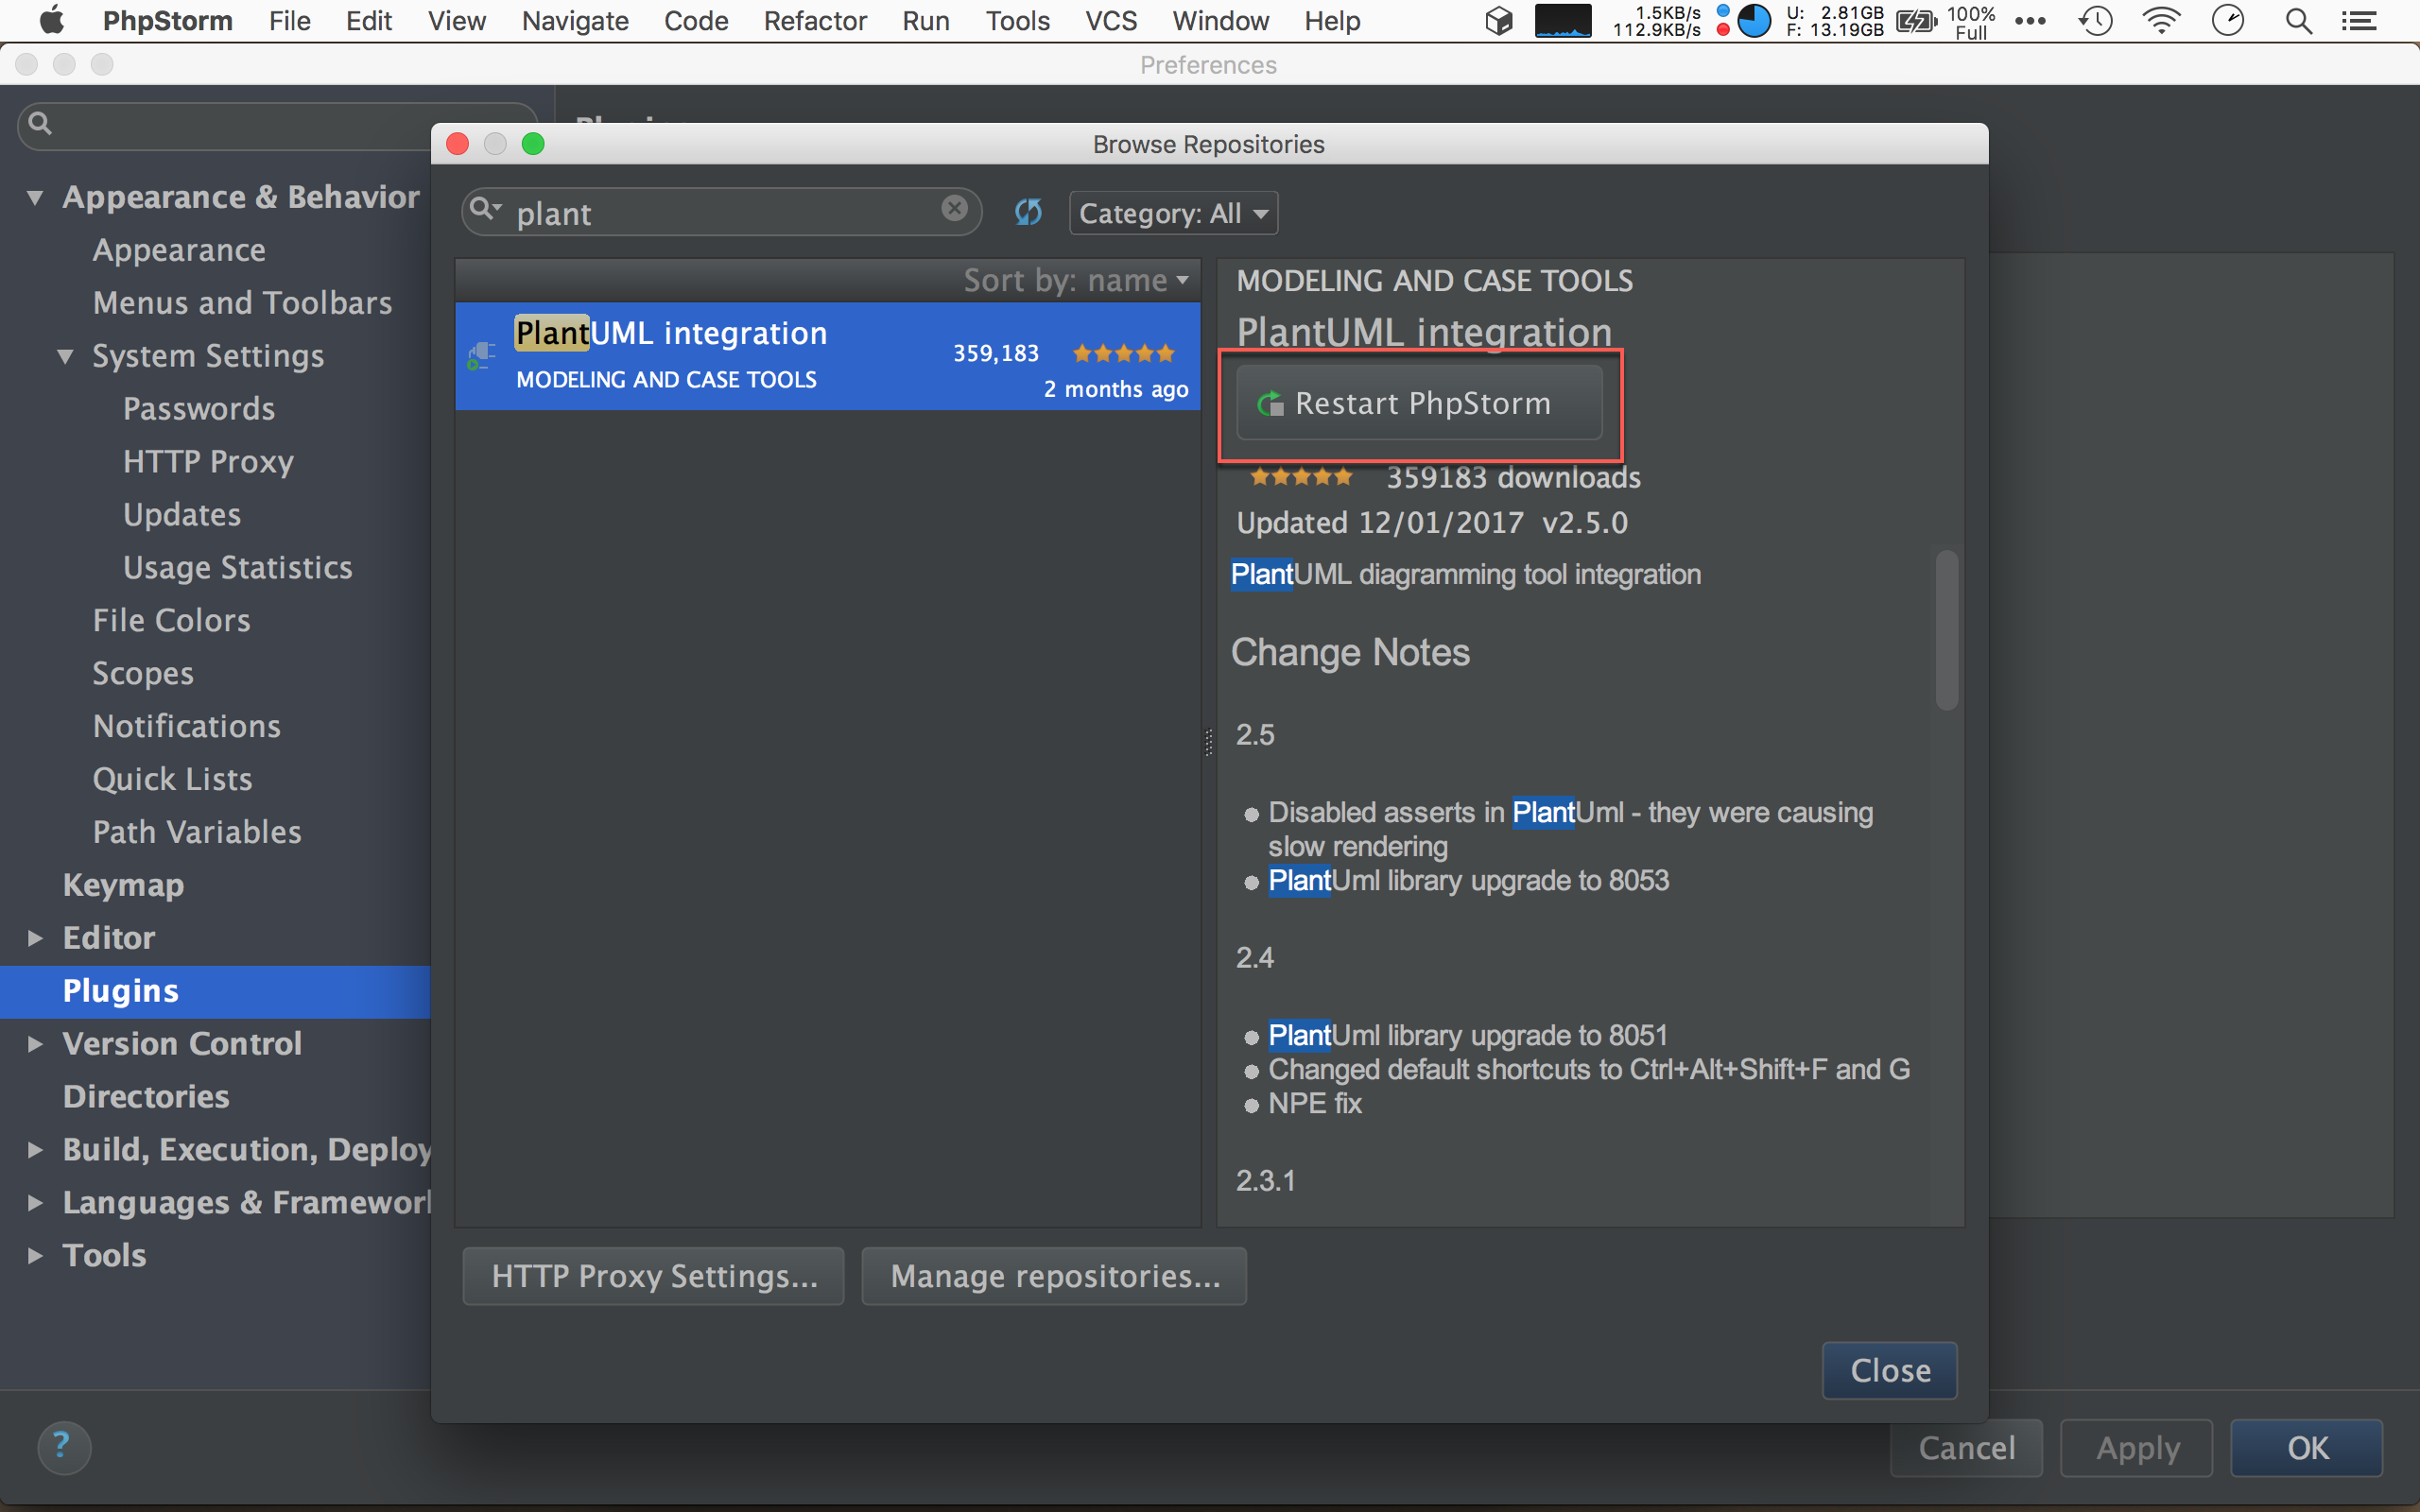 PhpStorm File Edit View Navigate Code Refactor Run Tools VCS Window Help
1.5KB/s
112.9KB/s
U: 2.81GB
F: 13.19GB
100%
Full
Preferences
Browse Repositories
plant
Category: All
Appearance & Behavior
Appearance
Menus and Toolbars
System Settings
Passwords
HTTP Proxy
Updates
Usage Statistics
File Colors
Scopes
Notifications
Quick Lists
Path Variables
Keymap
Editor
Plugins
Version Control
Directories
Build, Execution, Deploy
Languages & Framework
Tools
Sort by: name
PlantUML integration
359,183
MODELING AND CASE TOOLS
2 months ago
MODELING AND CASE TOOLS
PlantUML integration
Restart PhpStorm
359183 downloads
Updated 12/01/2017 v2.5.0
PlantUML diagramming tool integration
Change Notes
2.5
Disabled asserts in PlantUml - they were causing
slow rendering
PlantUml library upgrade to 8053
2.4
PlantUml library upgrade to 8051
Changed default shortcuts to Ctrl+Alt+Shift+F and G
NPE fix
2.3.1
HTTP Proxy Settings...
Manage repositories...
Close
?
Cancel
Apply
OK